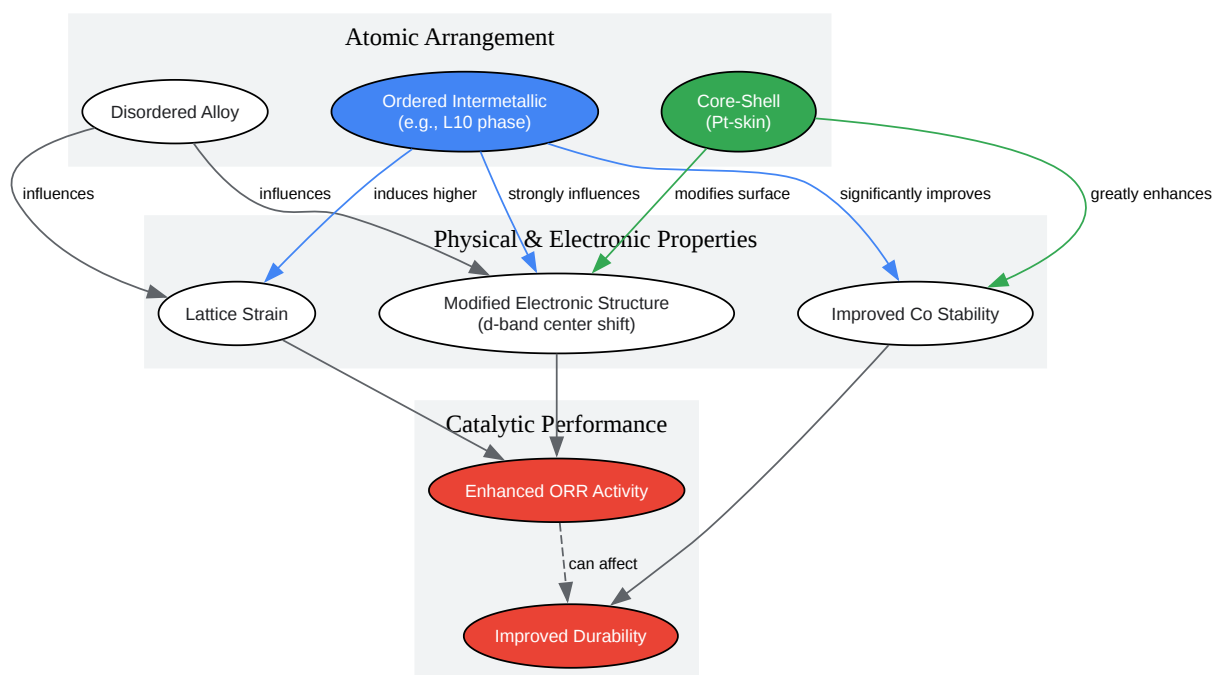 Atomic Arrangement
Disordered Alloy
Ordered Intermetallic
(e.g., L10 phase)
Core-Shell
(Pt-skin)
influences
influences
induces higher
strongly influences
modifies surface
significantly improves
greatly enhances
Physical & Electronic Properties
Lattice Strain
Modified Electronic Structure
(d-band center shift)
Improved Co Stability
Catalytic Performance
Enhanced ORR Activity
can affect
Improved Durability